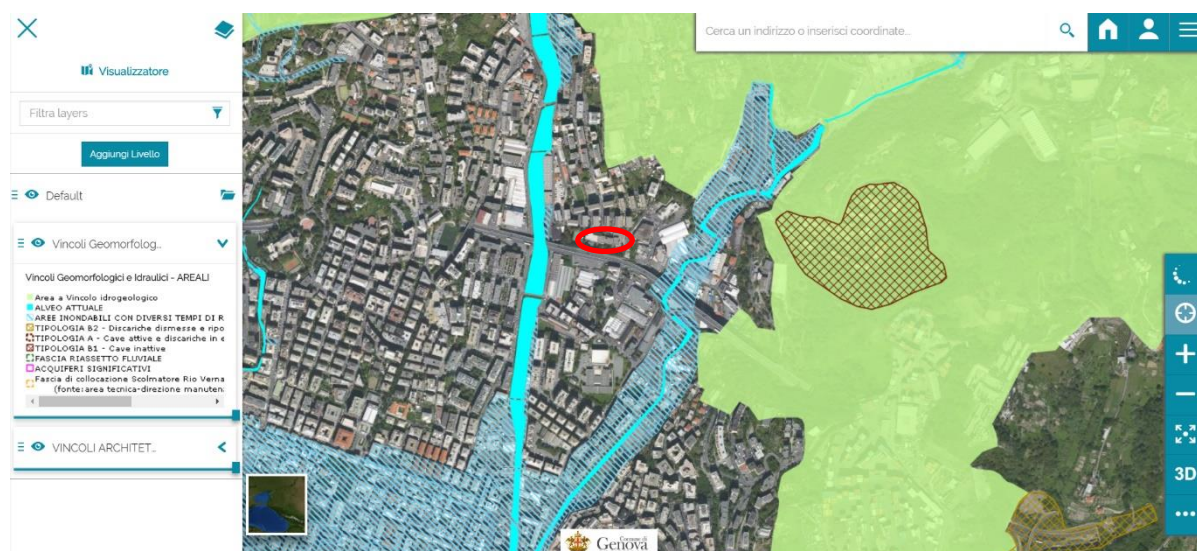 Visualizzatore
Filtra layers
Aggiungi Livello
Default
Vincoli Geomorfolog...
Vincoli Geomorfologici e Idraulici - AREALI
Area a Vincolo idrogeologico
ALVEO ATTUALE
AREE INONDABILI CON DIVERSI TEMPI DI R
TIPOLOGIA B2 - Discariche dismesse e ripo
TIPOLOGIA A - Cave attive e discariche in e
TIPOLOGIA B1 - Cave inattive
FASCIA RIASSETTO FLUVIALE
ACQUIFERI SIGNIFICATIVI
Fascia di collocazione Scolmatore Rio Verna
(fonte:area tecnica-direzione manuten
VINCOLI ARCHITET...
Cerca un indirizzo o inserisci coordinate...
3D
Comune di
Genova